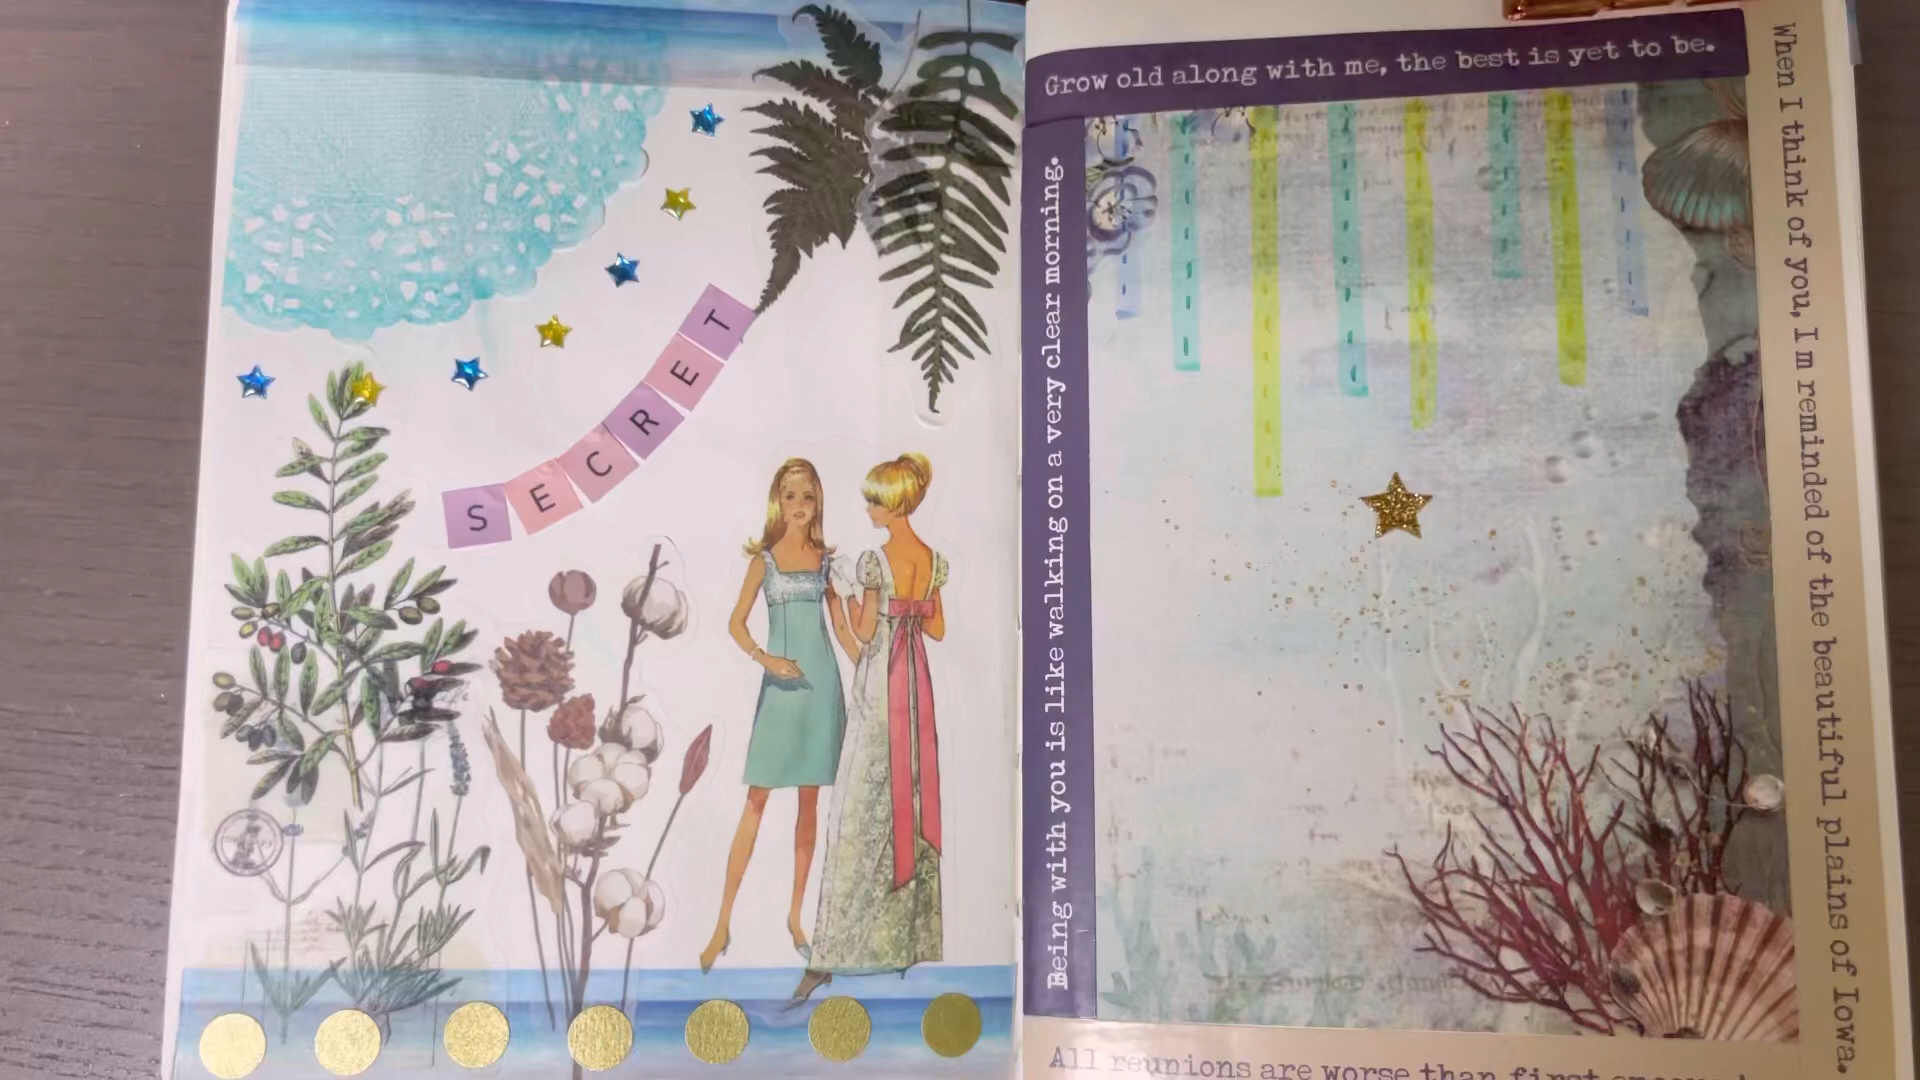 SECRET
Grow old along with me, the best is yet to be.
Being with you is like walking on a very clear morning.
When I think of you, I m reminded of the beautiful plains of Iowa.
All reunions are worse than first